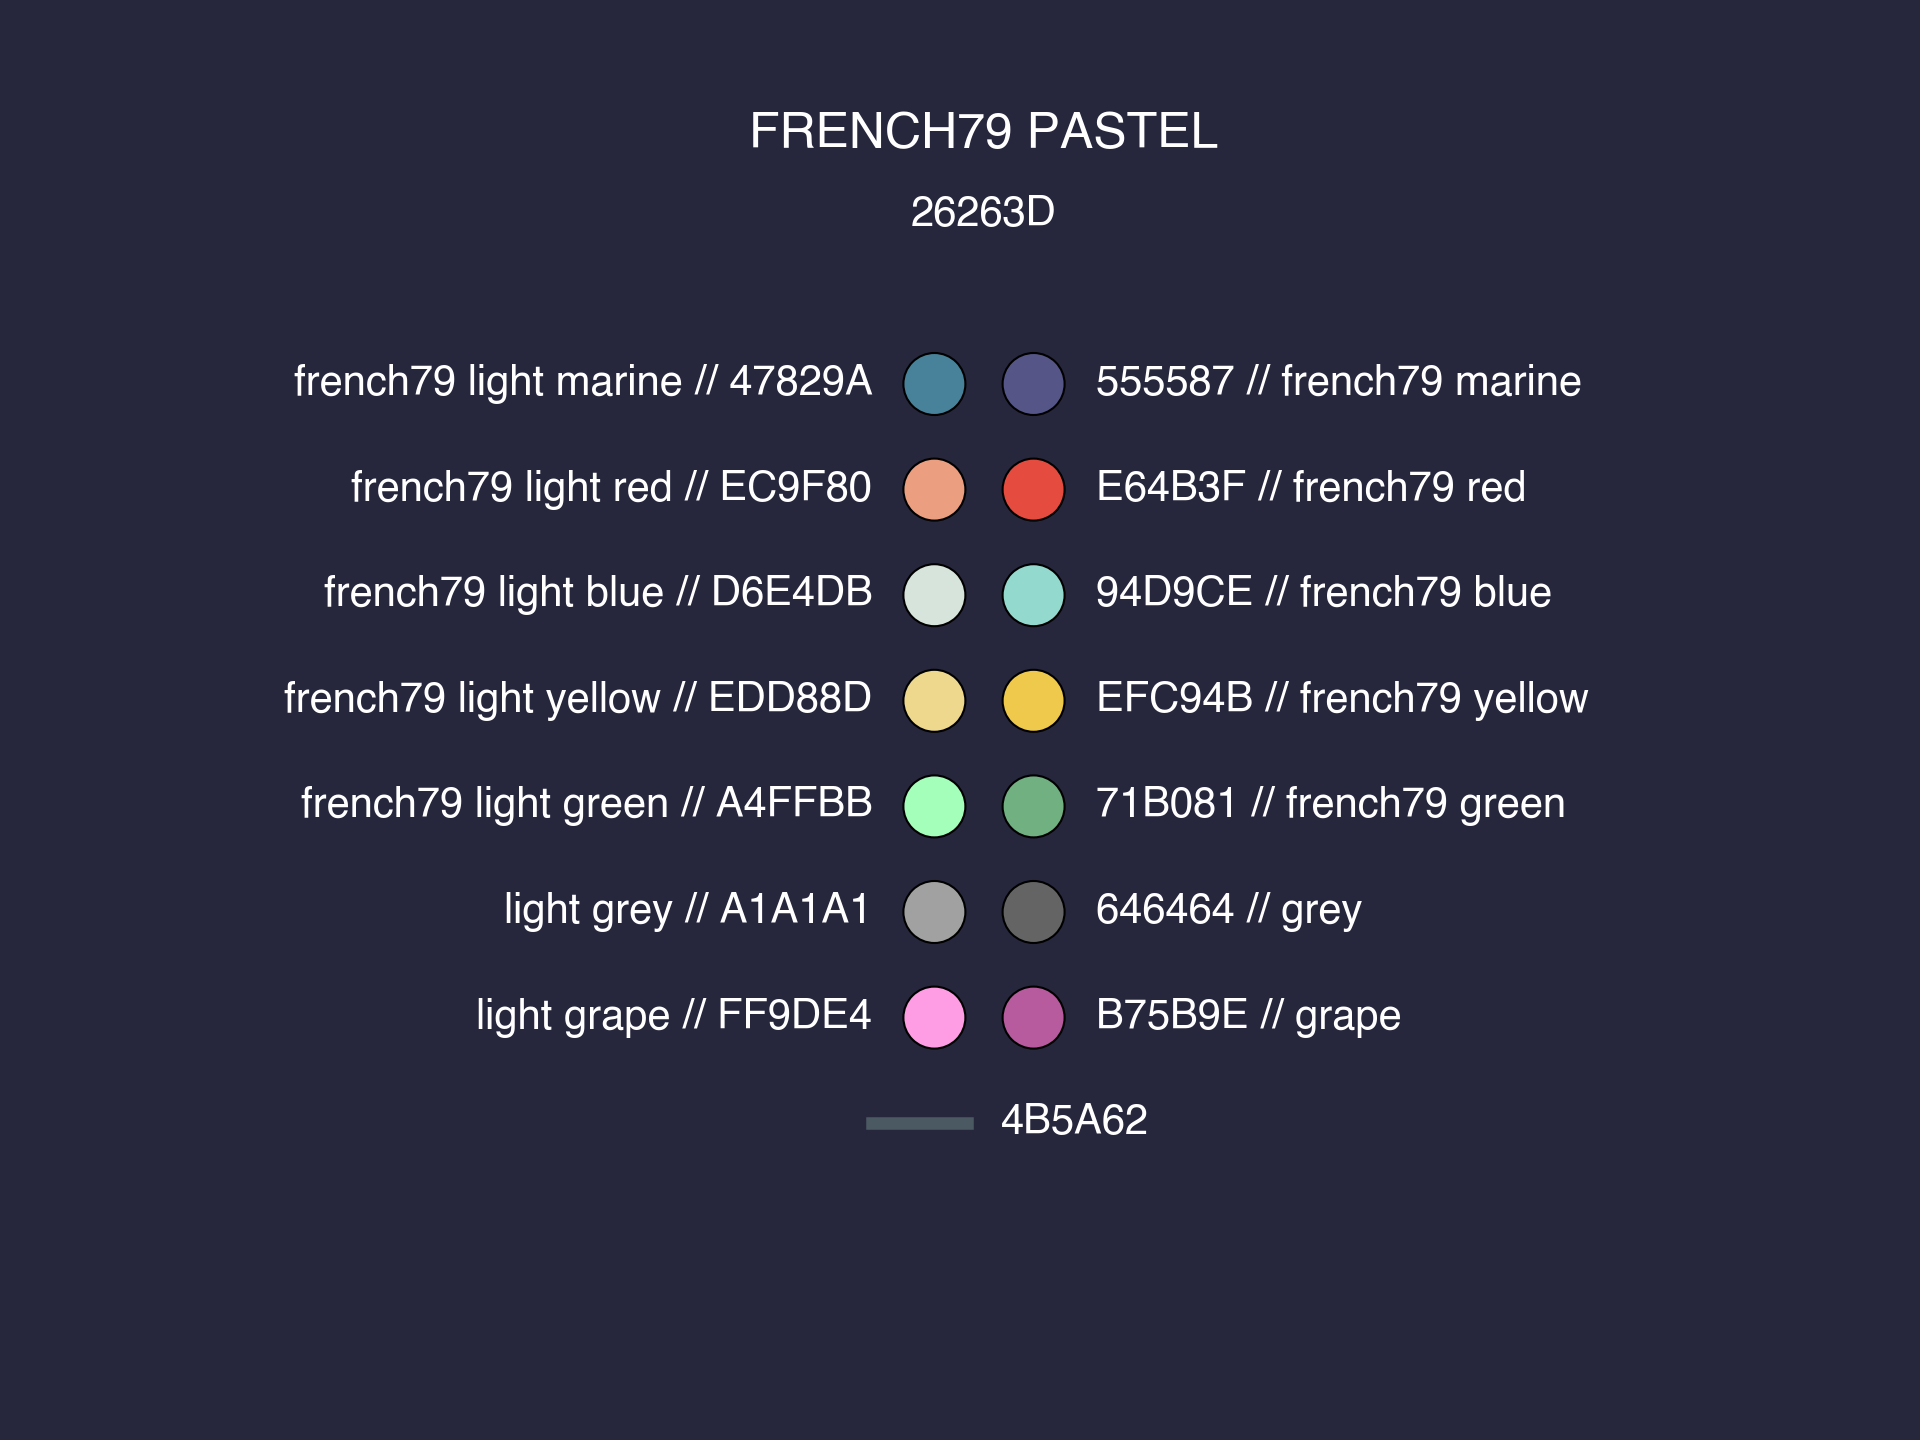 FRENCH79 PASTEL
26263D
french79 light marine // 47829A 555587 // french79 marine
french79 light red // EC9F80 E64B3F // french79 red
french79 light blue // D6E4DB 94D9CE // french79 blue
french79 light yellow // EDD88D EFC94B // french79 yellow
french79 light green // A4FFBB 71B081 // french79 green
light grey // A1A1A1 646464 // grey
light grape // FF9DE4 B75B9E // grape
4B5A62